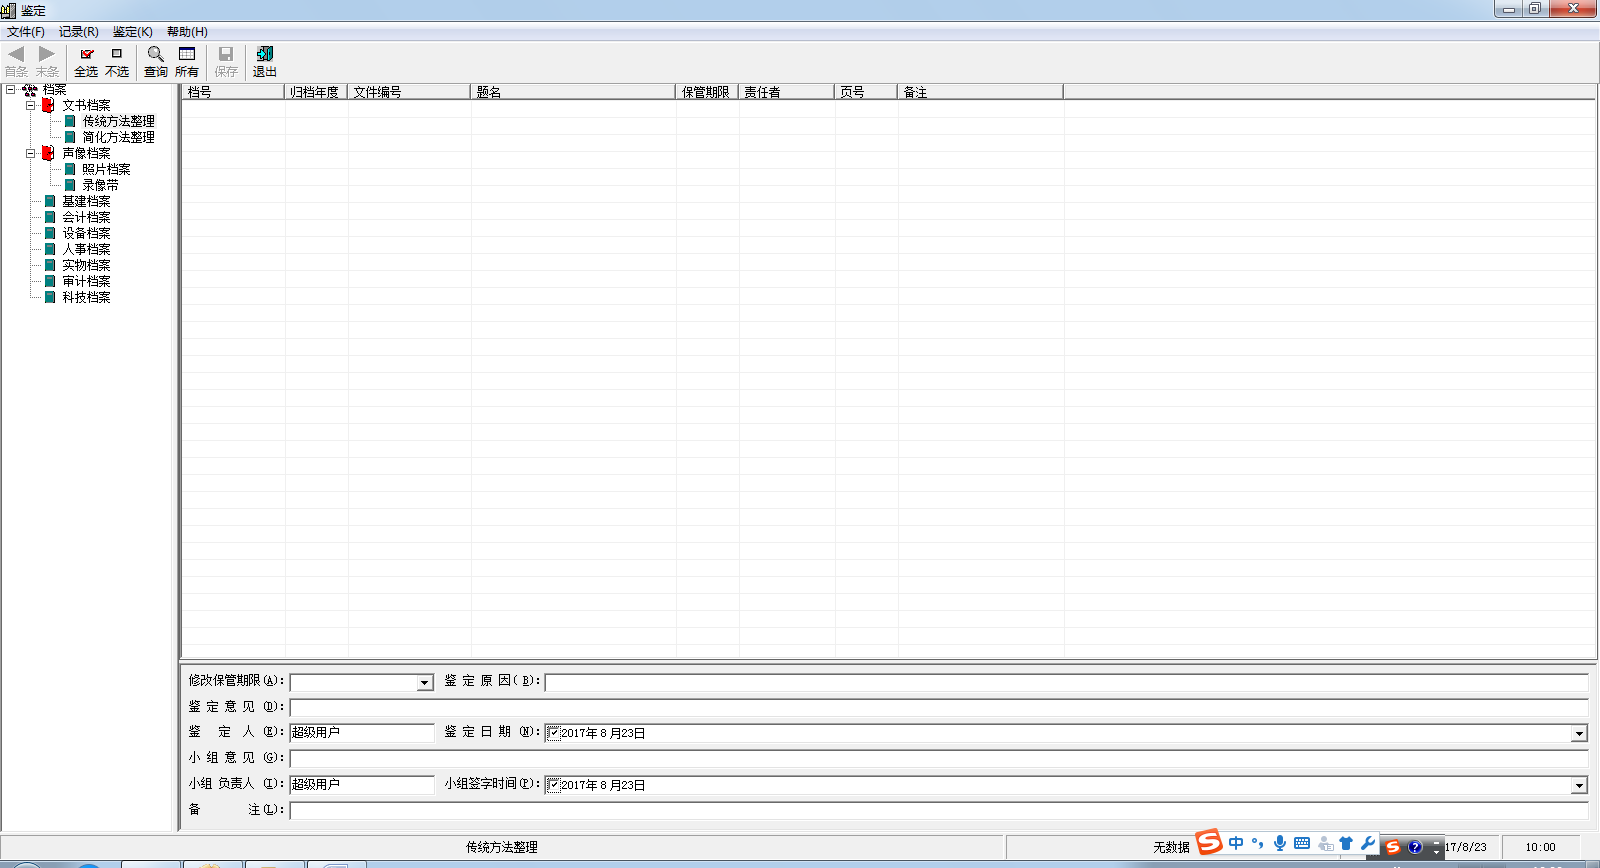 鉴定
文件(F) 记录(R) 鉴定(K) 帮助(H)
首条 末条 全选 不选 查询 所有 保存 退出
档案
文书档案
传统方法整理
简化方法整理
声像档案
照片档案
录像带
基建档案
会计档案
设备档案
人事档案
实物档案
审计档案
科技档案
档号 归档年度 文件编号 题名 保管期限 责任者 页号 备注
修改保管期限(A): 鉴定原因(B):
鉴定意见(D):
鉴定人(E): 超级用户 鉴定日期(N): 2017年 8月23日
小组意见(G):
小组负责人(I): 超级用户 小组签字时间(P): 2017年 8月23日
备注(L):
传统方法整理 无数据 中 17/8/23 10:00